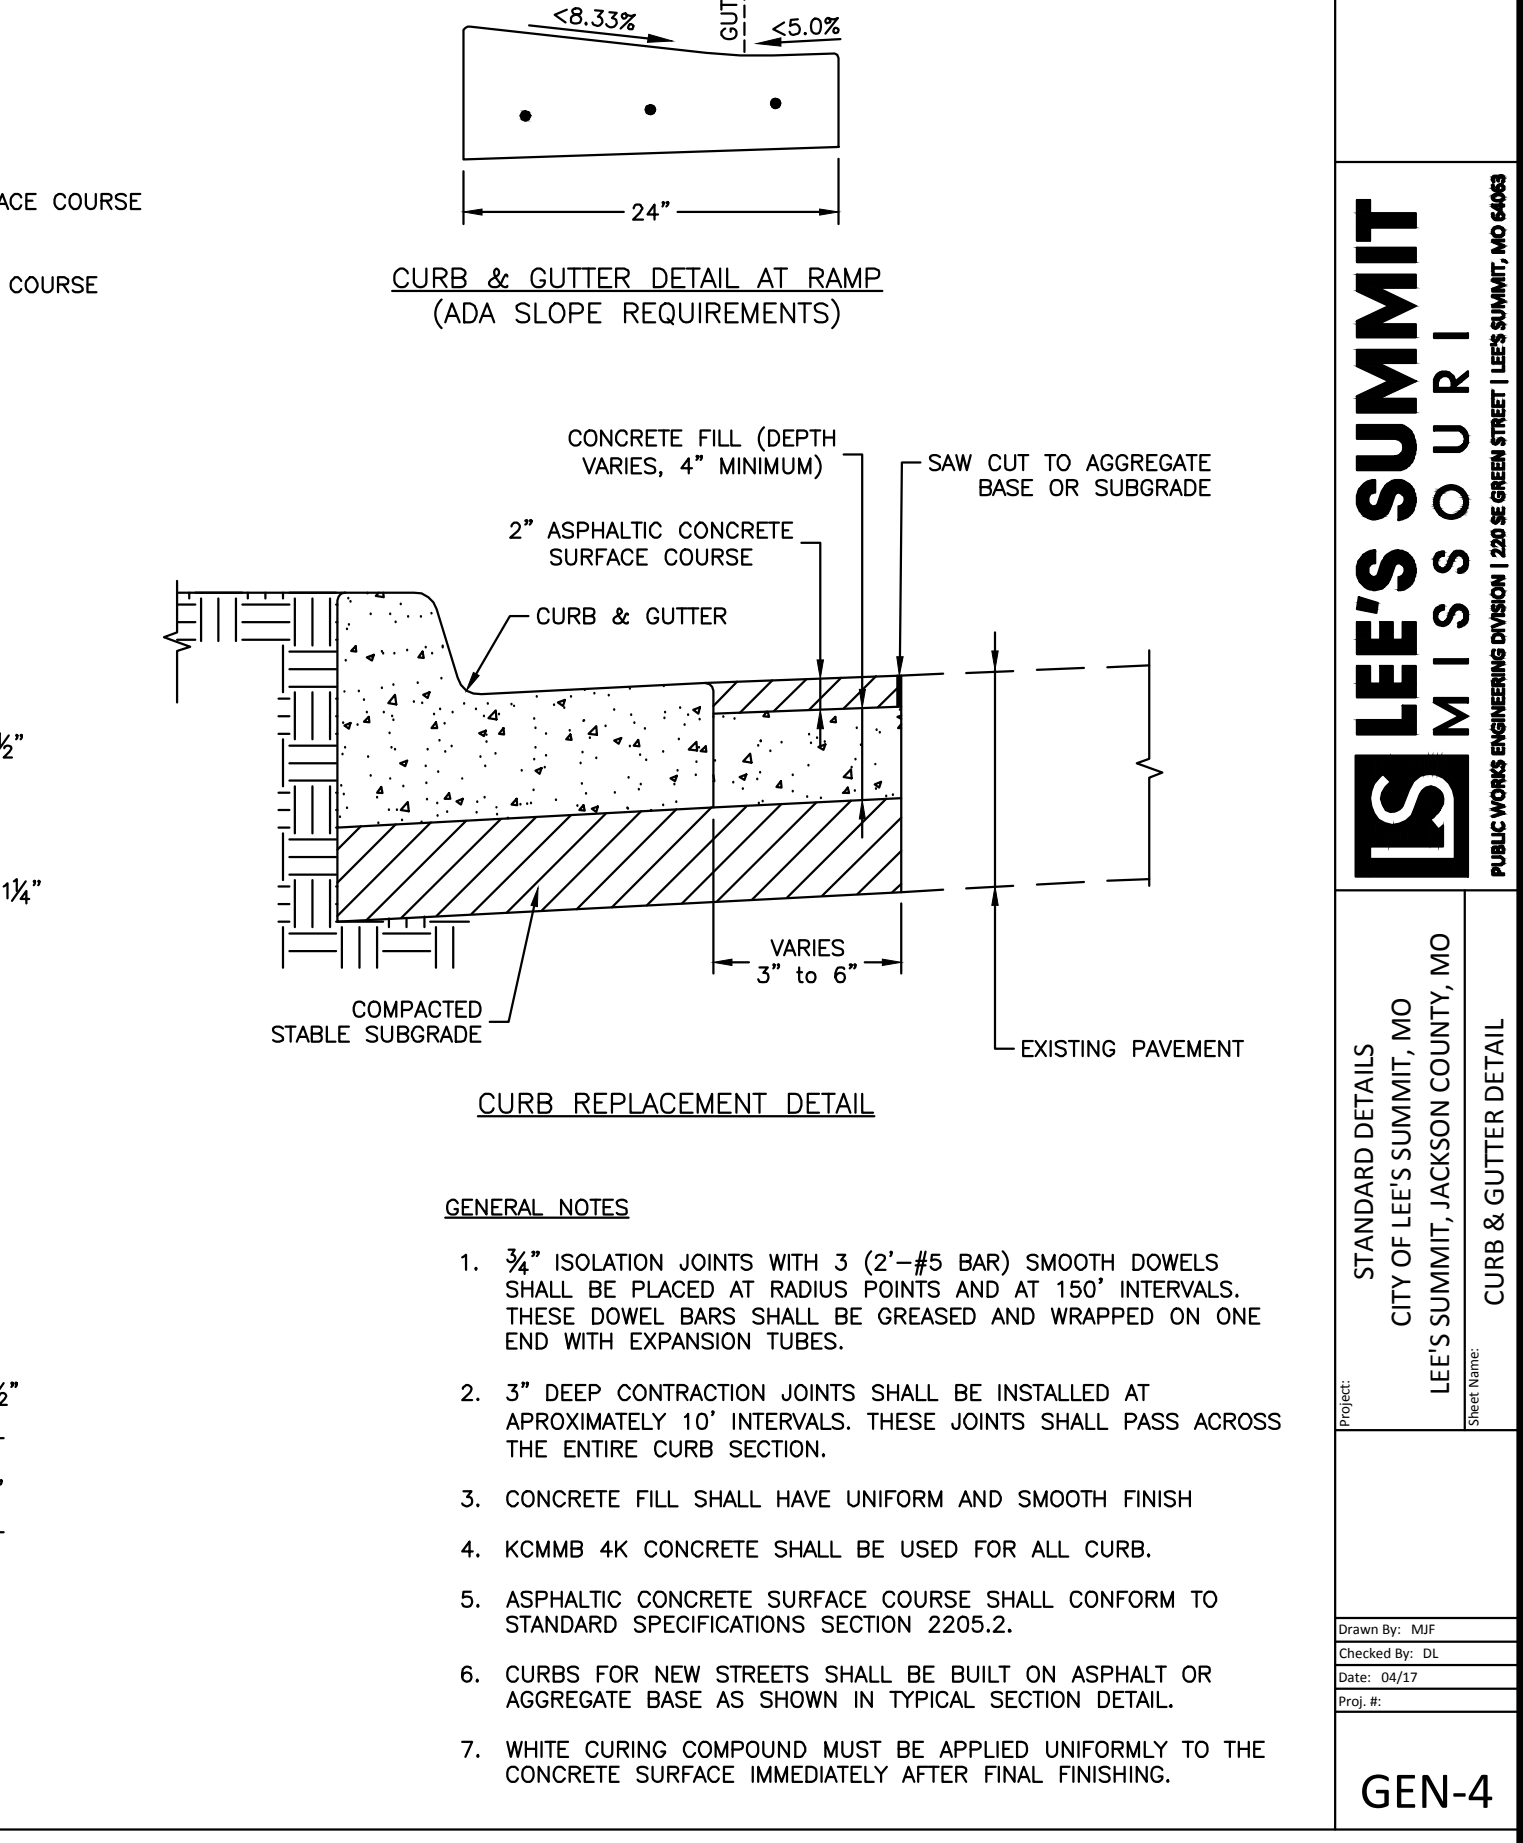 <8.33%
GUT
<5.0%
24"
ACE COURSE
COURSE
CURB & GUTTER DETAIL AT RAMP
(ADA SLOPE REQUIREMENTS)
CONCRETE FILL (DEPTH
VARIES, 4" MINIMUM)
SAW CUT TO AGGREGATE
BASE OR SUBGRADE
2" ASPHALTIC CONCRETE
SURFACE COURSE
CURB & GUTTER
½"
1¼"
VARIES
3" to 6"
COMPACTED
STABLE SUBGRADE
EXISTING PAVEMENT
CURB REPLACEMENT DETAIL
½"
GENERAL NOTES
1. ¾" ISOLATION JOINTS WITH 3 (2'-#5 BAR) SMOOTH DOWELS
SHALL BE PLACED AT RADIUS POINTS AND AT 150' INTERVALS.
THESE DOWEL BARS SHALL BE GREASED AND WRAPPED ON ONE
END WITH EXPANSION TUBES.
2. 3" DEEP CONTRACTION JOINTS SHALL BE INSTALLED AT
APROXIMATELY 10' INTERVALS. THESE JOINTS SHALL PASS ACROSS
THE ENTIRE CURB SECTION.
3. CONCRETE FILL SHALL HAVE UNIFORM AND SMOOTH FINISH
4. KCMMB 4K CONCRETE SHALL BE USED FOR ALL CURB.
5. ASPHALTIC CONCRETE SURFACE COURSE SHALL CONFORM TO
STANDARD SPECIFICATIONS SECTION 2205.2.
6. CURBS FOR NEW STREETS SHALL BE BUILT ON ASPHALT OR
AGGREGATE BASE AS SHOWN IN TYPICAL SECTION DETAIL.
7. WHITE CURING COMPOUND MUST BE APPLIED UNIFORMLY TO THE
CONCRETE SURFACE IMMEDIATELY AFTER FINAL FINISHING.
LS
LEE'S SUMMIT
MISSOURI
PUBLIC WORKS ENGINEERING DIVISION | 220 SE GREEN STREET | LEE'S SUMMIT, MO 64063
Project:
STANDARD DETAILS
CITY OF LEE'S SUMMIT, MO
LEE'S SUMMIT, JACKSON COUNTY, MO
Sheet Name:
CURB & GUTTER DETAIL
Drawn By: MJF
Checked By: DL
Date: 04/17
Proj. #:
GEN-4